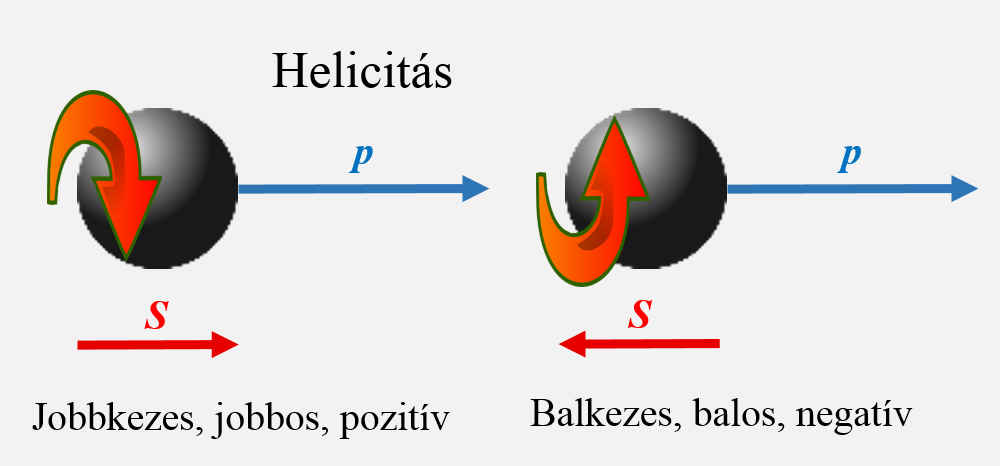 Helicitás
p
p
S
S
Jobbkezes, jobbos, pozitív
Balkezes, balos, negatív